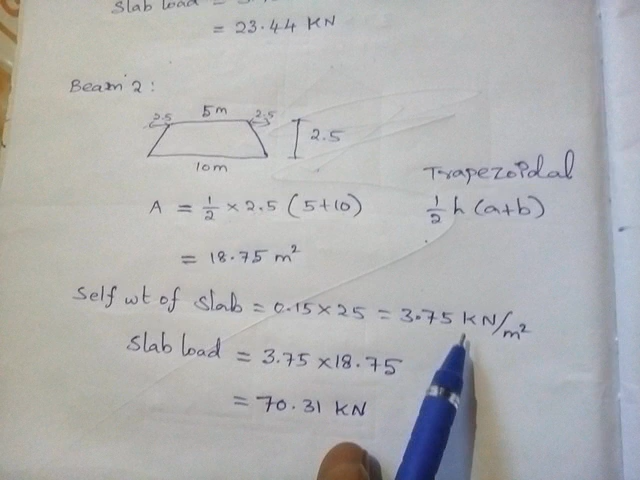 Slab load =
= 23.44 KN
Beam 2 :
2.5 5m 2.5
2.5
10m
Trapezoidal
A = 1/2 × 2.5 (5+10)
1/2 h (a+b)
= 18.75 m²
Self wt of slab = 0.15×25 = 3.75 KN/m²
Slab load = 3.75 ×18.75
= 70.31 KN